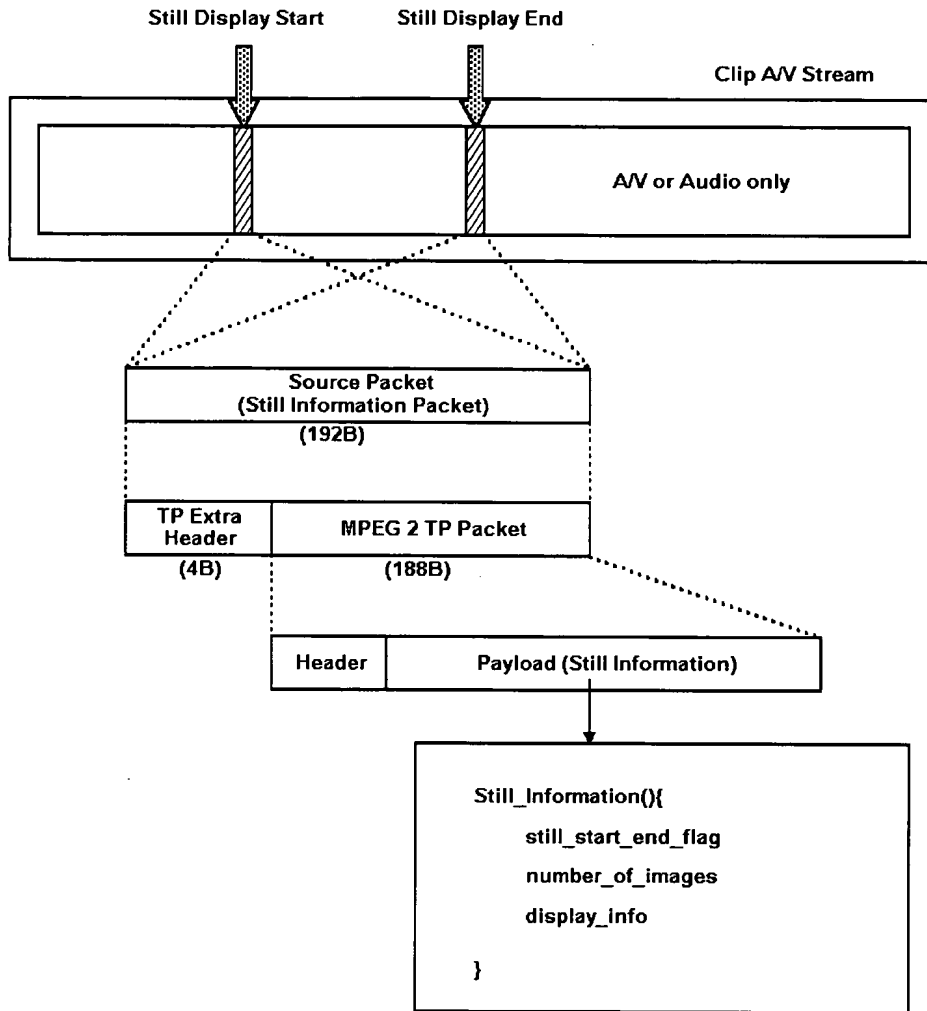 Still Display Start
Still Display End
Clip A/V Stream
A/V or Audio only
Source Packet
(Still Information Packet)
(192B)
TP Extra
Header
MPEG 2 TP Packet
(4B)
(188B)
Header
Payload (Still Information)
Still_Information(){
still_start_end_flag
number_of_images
display_info
}